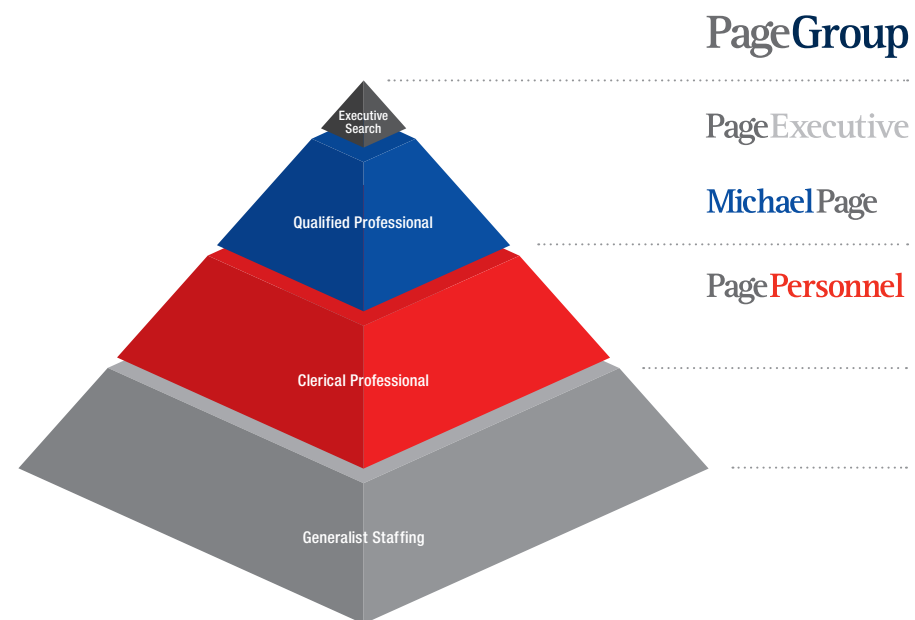 PageGroup
Executive
Search
PageExecutive
MichaelPage
Qualified Professional
PagePersonnel
Clerical Professional
Generalist Staffing